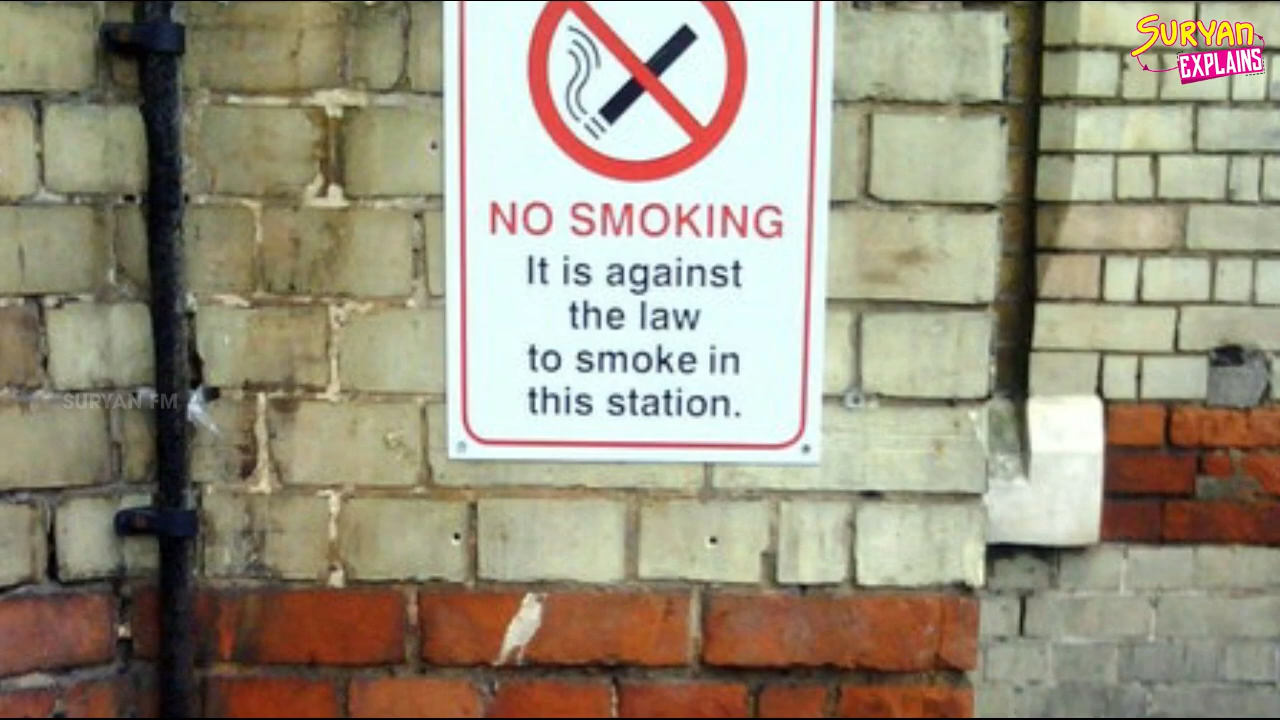 SURYAN
EXPLAINS
NO SMOKING
It is against
the law
to smoke in
this station.
SURYAN FM